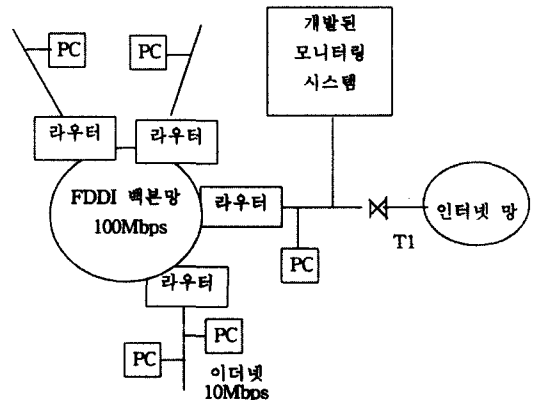 개발된
모니터링
시스템
PC
PC
라우터
라우터
FDDI 백본망
100Mbps
라우터
인터넷 망
T1
PC
라우터
PC
PC
이더넷
10Mbps